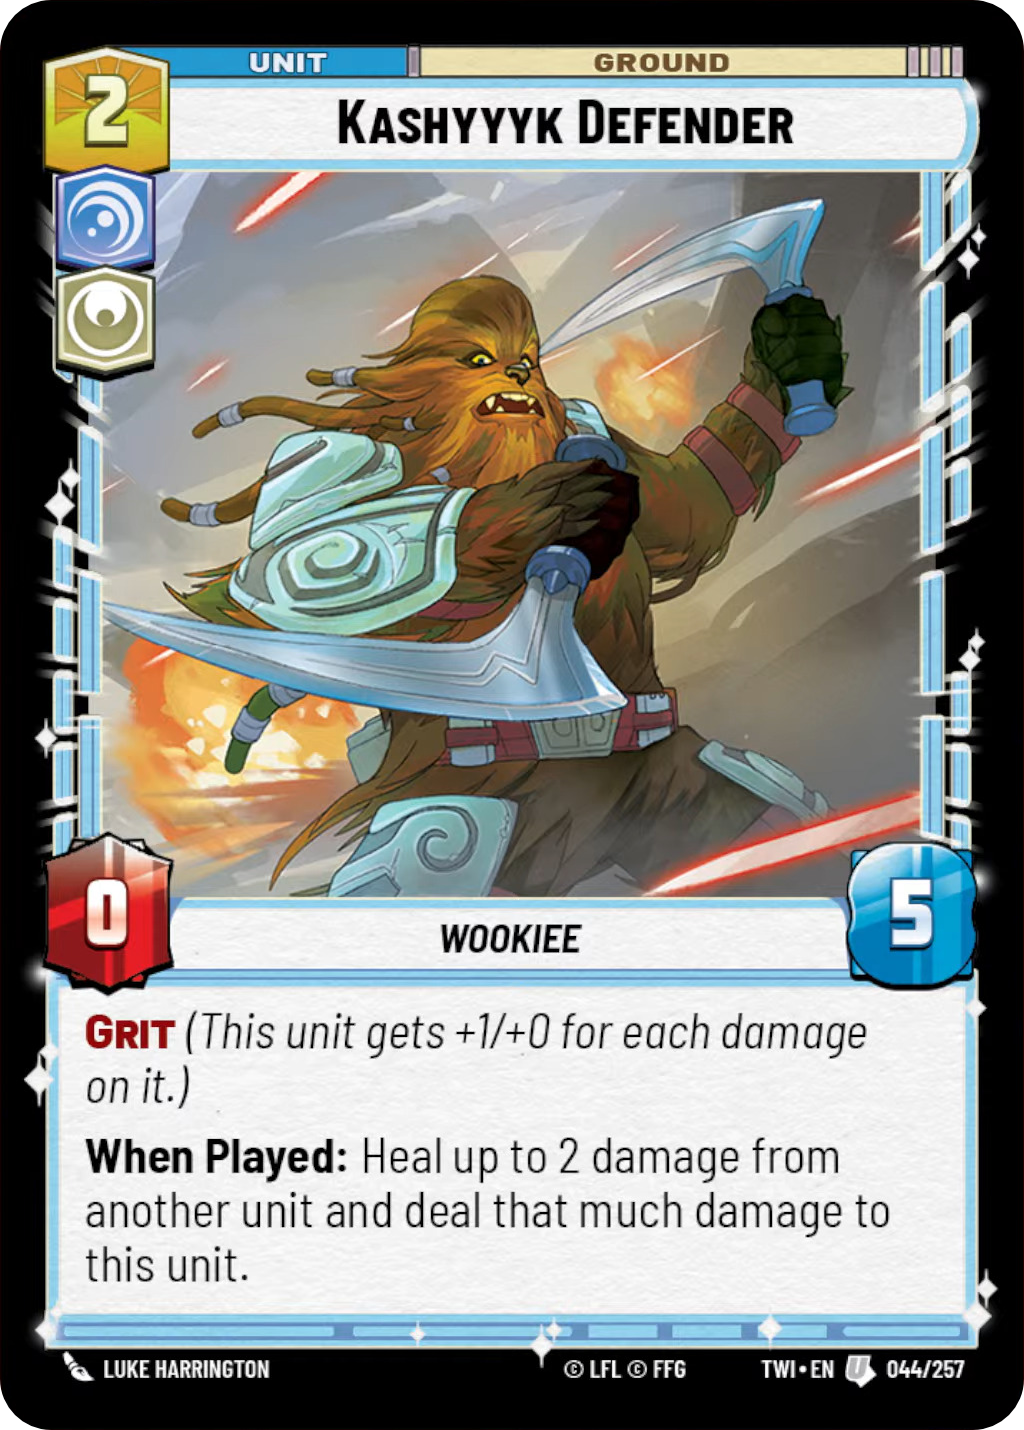 UNIT
GROUND
2
KASHYYYK DEFENDER
0
WOOKIEE
5
GRIT (This unit gets +1/+0 for each damage
on it.)
When Played: Heal up to 2 damage from
another unit and deal that much damage to
this unit.
LUKE HARRINGTON
© LFL © FFG
TWI • EN U 044/257